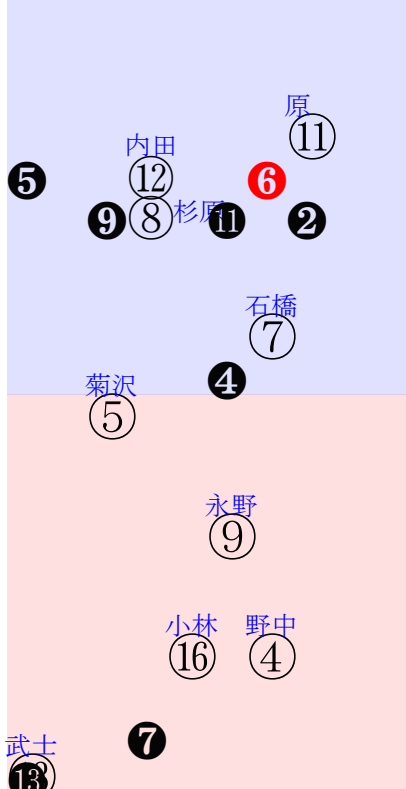 原
⑪
内田
⑫
❺
❻
❾
⑧
杉原
⓫
❷
石橋
⑦
❹
菊沢
⑤
永野
⑨
小林
野中
⑯
④
❼
武士
⓭